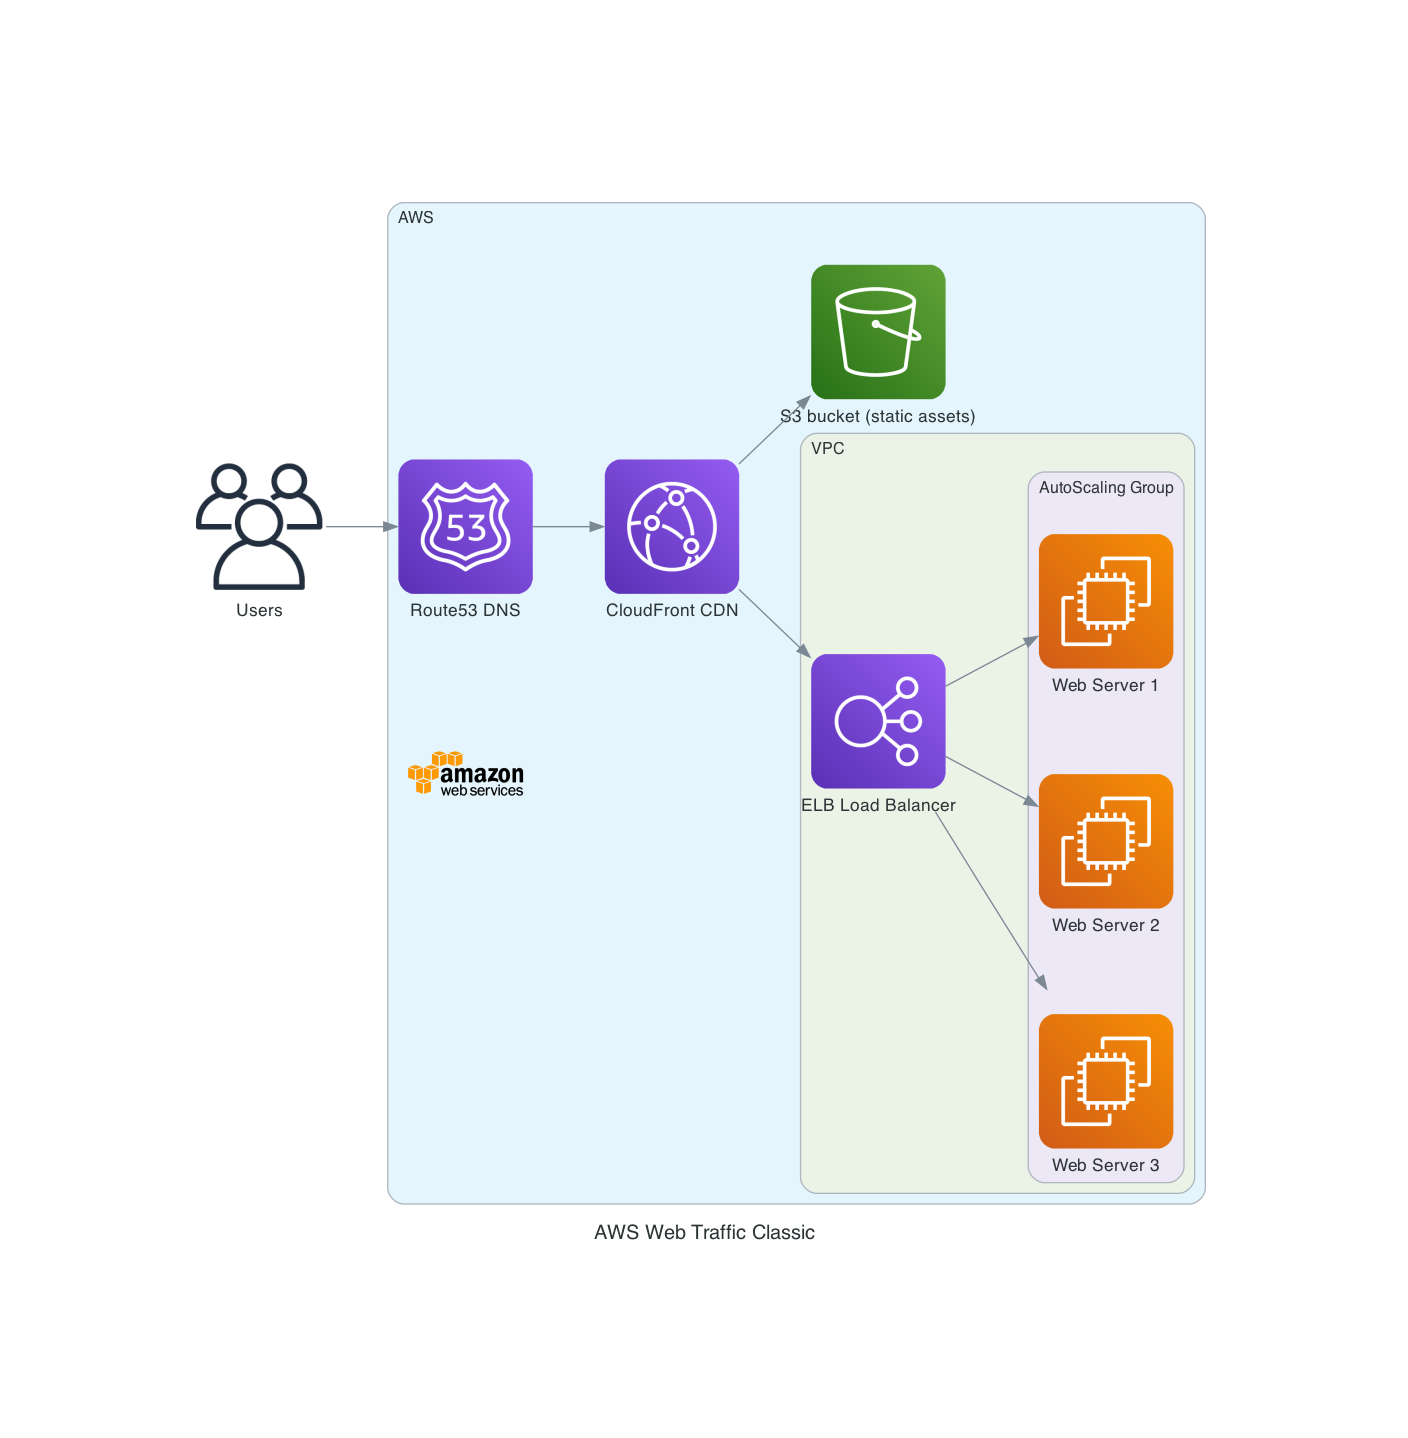 AWS
S3 bucket (static assets)
VPC
AutoScaling Group
53
Users
Route53 DNS
CloudFront CDN
Web Server 1
amazon
web services
ELB Load Balancer
Web Server 2
Web Server 3
AWS Web Traffic Classic